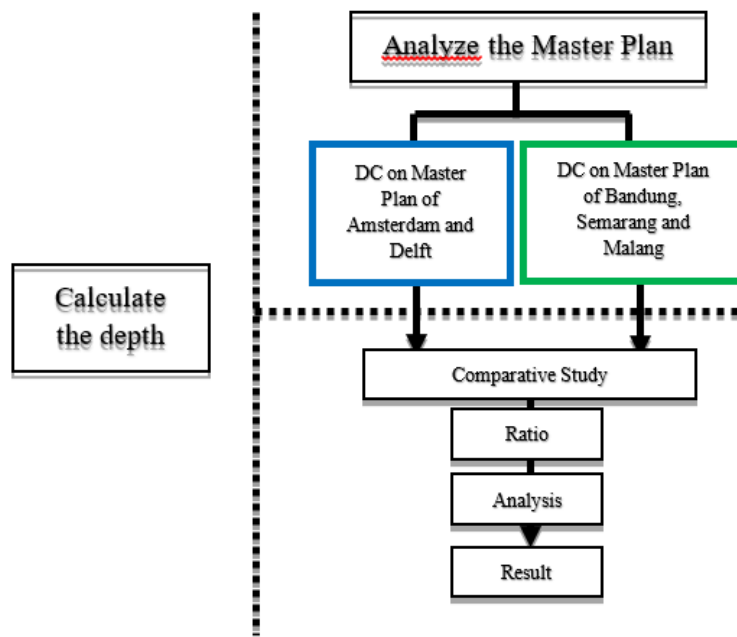 Analyze the Master Plan
DC on Master
Plan of
Amsterdam and
Delft
DC on Master Plan
of Bandung,
Semarang and
Malang
Calculate
the depth
Comparative Study
Ratio
Analysis
Result